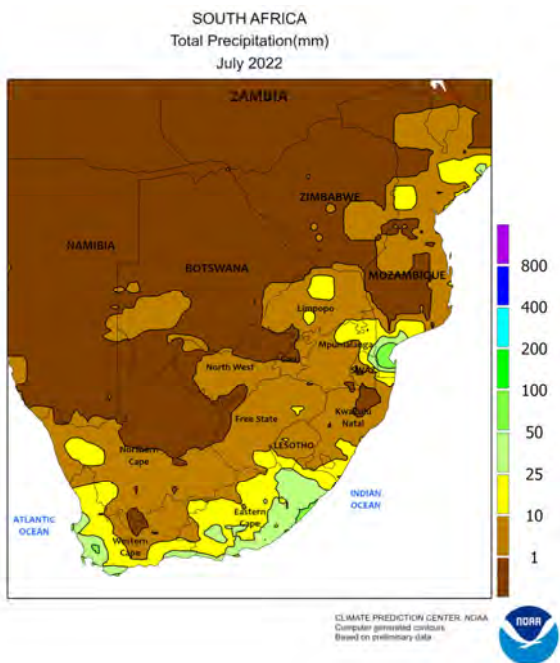 SOUTH AFRICA
Total Precipitation(mm)
July 2022
ZAMBIA
ZIMBABWE
NAMIBIA
BOTSWANA
MOZAMBIQUE
Limpopo
Mpumalanga
North West
Free State
KwaZulu
Natal
LESOTHO
Northern
Cape
Eastern
Cape
Western
Cape
ATLANTIC
OCEAN
INDIAN
OCEAN
800
400
200
100
50
25
10
1
CLIMATE PREDICTION CENTER, NOAA
Computer generated contours
Based on preliminary data
NOAA